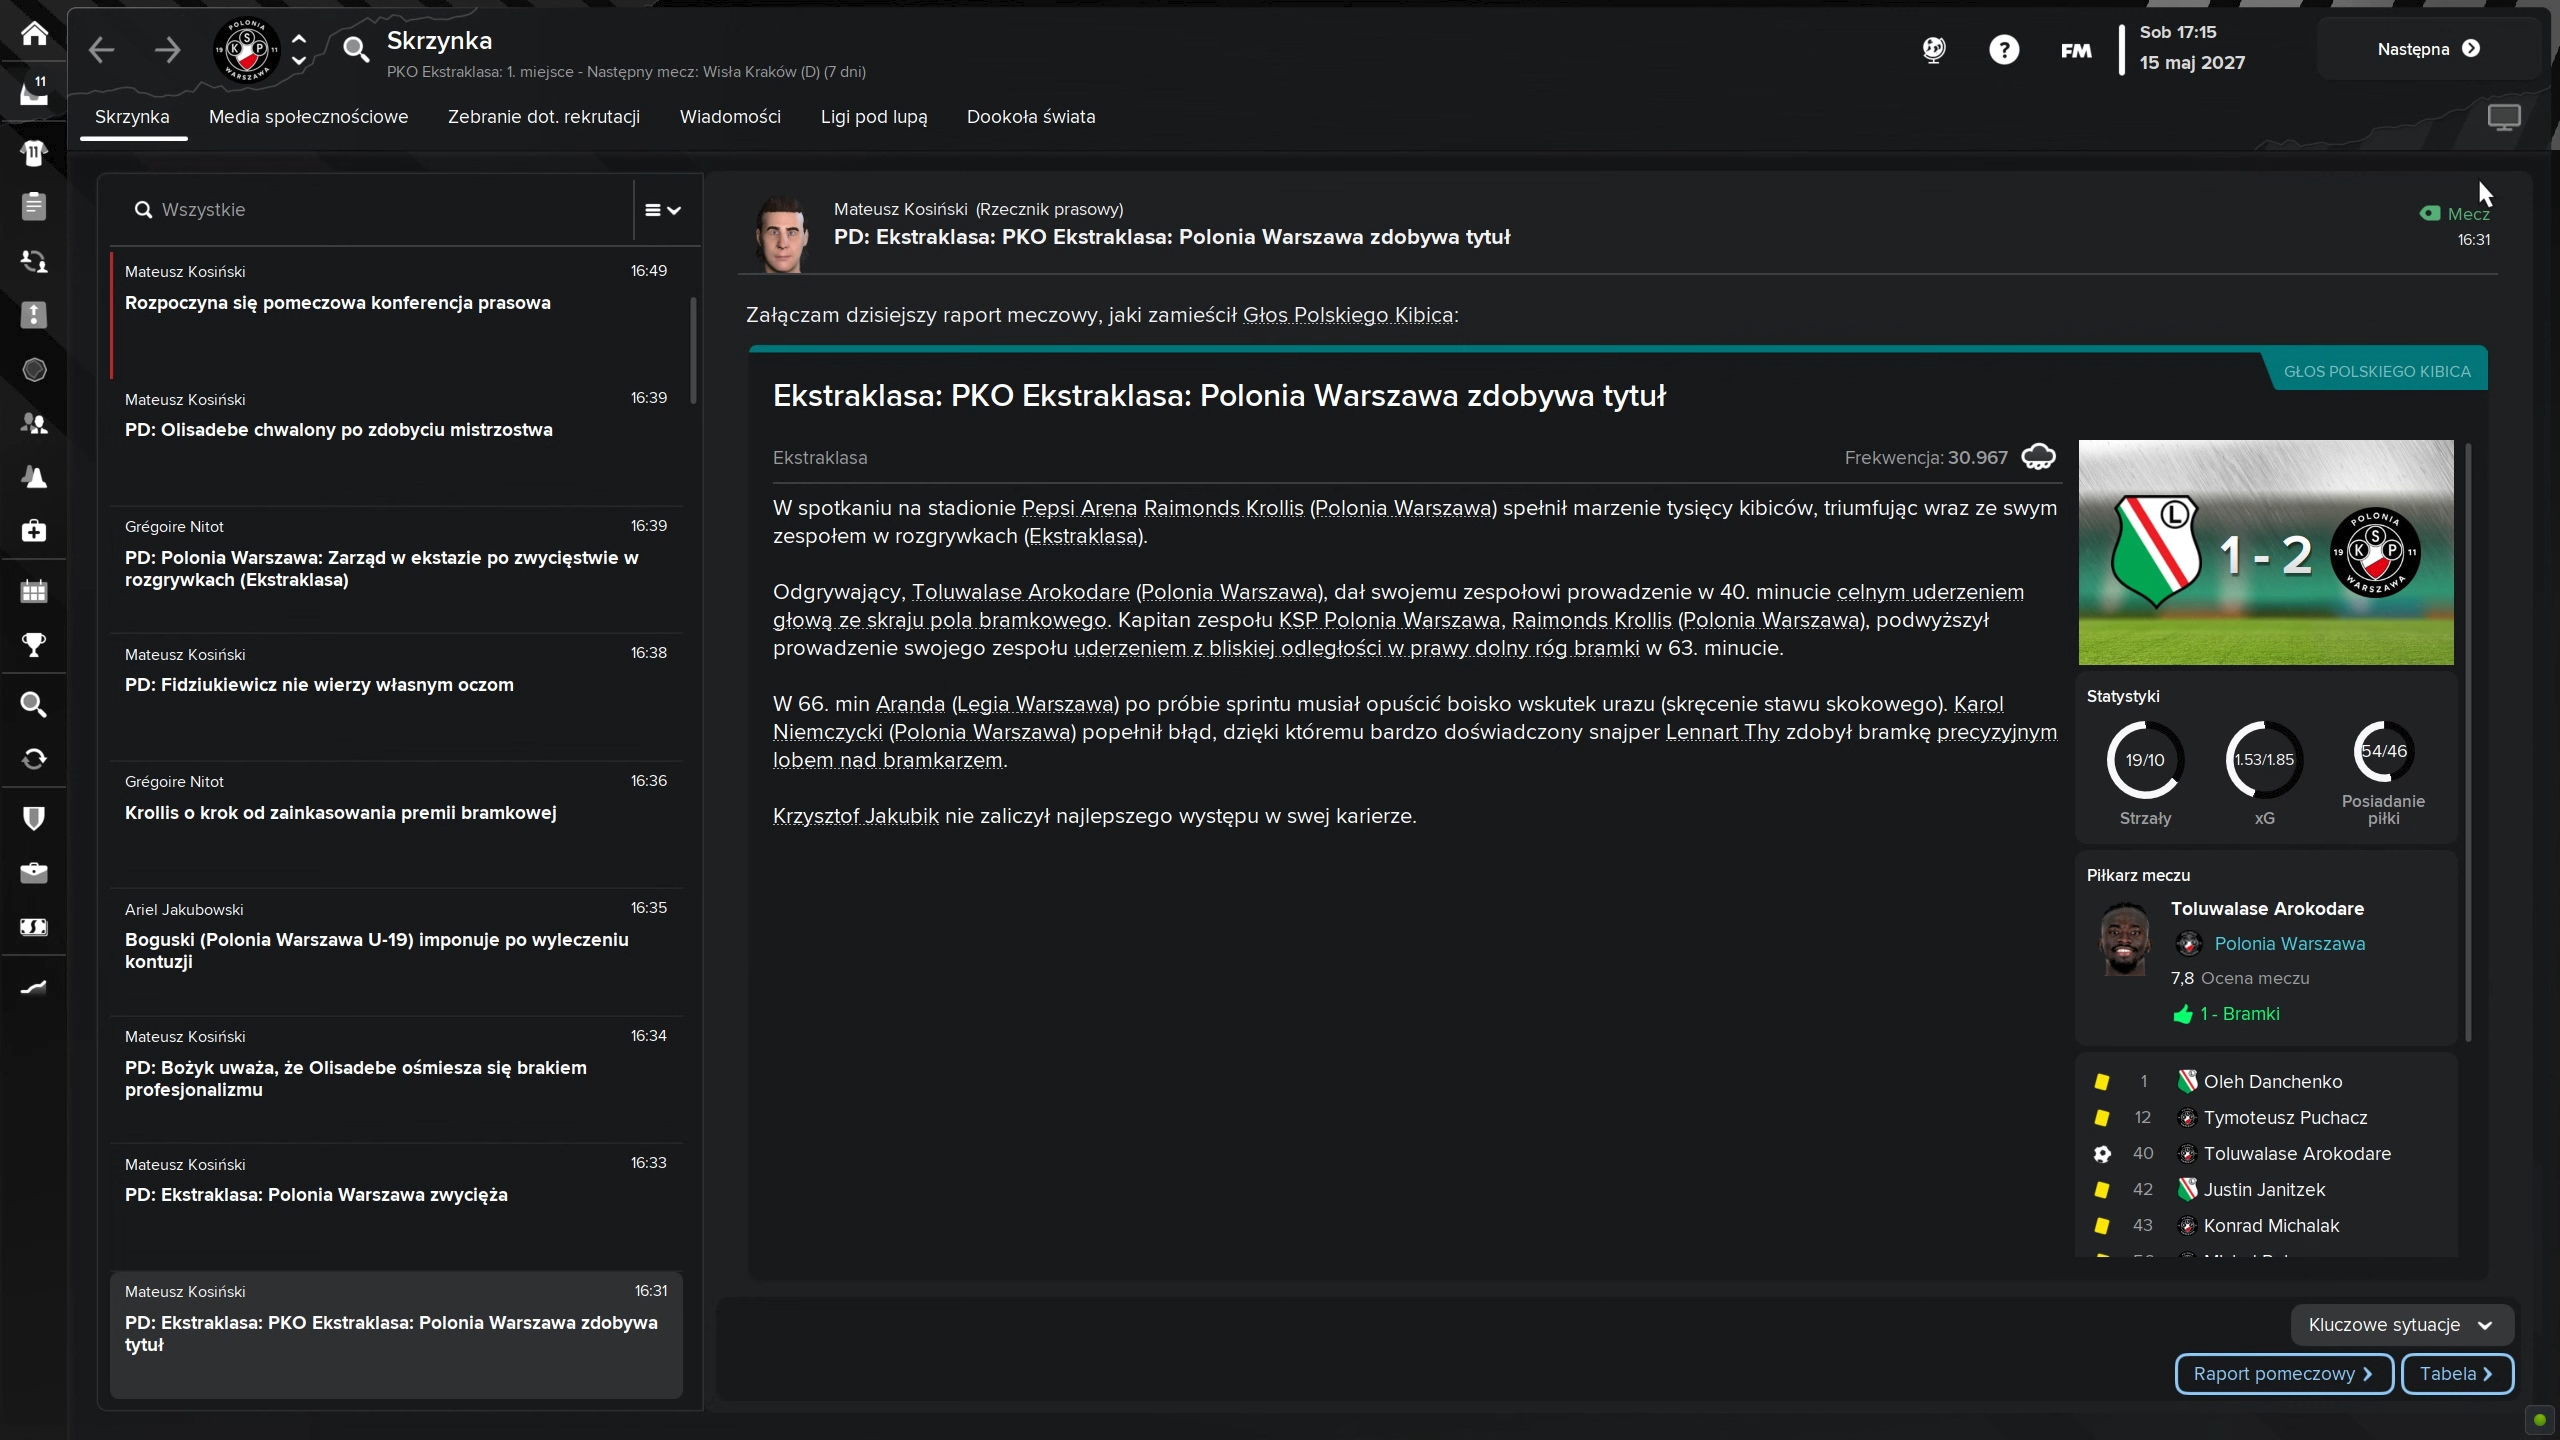 Skrzynka
PKO Ekstraklasa: 1. miejsce - Następny mecz: Wisła Kraków (D) (7 dni)
FM
Sob 17:15
15 maj 2027
Następna
11
Skrzynka
Media społecznościowe
Zebranie dot. rekrutacji
Wiadomości
Ligi pod lupą
Dookoła świata
Wszystkie
Mateusz Kosiński
16:49
Rozpoczyna się pomeczowa konferencja prasowa
Mateusz Kosiński
16:39
PD: Olisadebe chwalony po zdobyciu mistrzostwa
Grégoire Nitot
16:39
PD: Polonia Warszawa: Zarząd w ekstazie po zwycięstwie w
rozgrywkach (Ekstraklasa)
Mateusz Kosiński
16:38
PD: Fidziukiewicz nie wierzy własnym oczom
Grégoire Nitot
16:36
Krollis o krok od zainkasowania premii bramkowej
Ariel Jakubowski
16:35
Boguski (Polonia Warszawa U-19) imponuje po wyleczeniu
kontuzji
Mateusz Kosiński
16:34
PD: Bożyk uważa, że Olisadebe ośmiesza się brakiem
profesjonalizmu
Mateusz Kosiński
16:33
PD: Ekstraklasa: Polonia Warszawa zwycięża
Mateusz Kosiński
16:31
PD: Ekstraklasa: PKO Ekstraklasa: Polonia Warszawa zdobywa
tytuł
Mateusz Kosiński (Rzecznik prasowy)
PD: Ekstraklasa: PKO Ekstraklasa: Polonia Warszawa zdobywa tytuł
Mecz
16:31
Załączam dzisiejszy raport meczowy, jaki zamieścił Głos Polskiego Kibica:
GŁOS POLSKIEGO KIBICA
Ekstraklasa: PKO Ekstraklasa: Polonia Warszawa zdobywa tytuł
Ekstraklasa
Frekwencja: 30.967
W spotkaniu na stadionie Pepsi Arena Raimonds Krollis (Polonia Warszawa) spełnił marzenie tysięcy kibiców, triumfując wraz ze swym
zespołem w rozgrywkach (Ekstraklasa).
Odgrywający, Toluwalase Arokodare (Polonia Warszawa), dał swojemu zespołowi prowadzenie w 40. minucie celnym uderzeniem
głową ze skraju pola bramkowego. Kapitan zespołu KSP Polonia Warszawa, Raimonds Krollis (Polonia Warszawa), podwyższył
prowadzenie swojego zespołu uderzeniem z bliskiej odległości w prawy dolny róg bramki w 63. minucie.
W 66. min Aranda (Legia Warszawa) po próbie sprintu musiał opuścić boisko wskutek urazu (skręcenie stawu skokowego). Karol
Niemczycki (Polonia Warszawa) popełnił błąd, dzięki któremu bardzo doświadczony snajper Lennart Thy zdobył bramkę precyzyjnym
lobem nad bramkarzem.
Krzysztof Jakubik nie zaliczył najlepszego występu w swej karierze.
L
1 - 2
POLONIA
19 KSP 11
WARSZAWA
Statystyki
19/10
Strzały
1.53/1.85
xG
54/46
Posiadanie
piłki
Piłkarz meczu
Toluwalase Arokodare
Polonia Warszawa
7,8 Ocena meczu
1 - Bramki
1 Oleh Danchenko
12 Tymoteusz Puchacz
40 Toluwalase Arokodare
42 Justin Janitzek
43 Konrad Michalak
Kluczowe sytuacje
Raport pomeczowy
Tabela